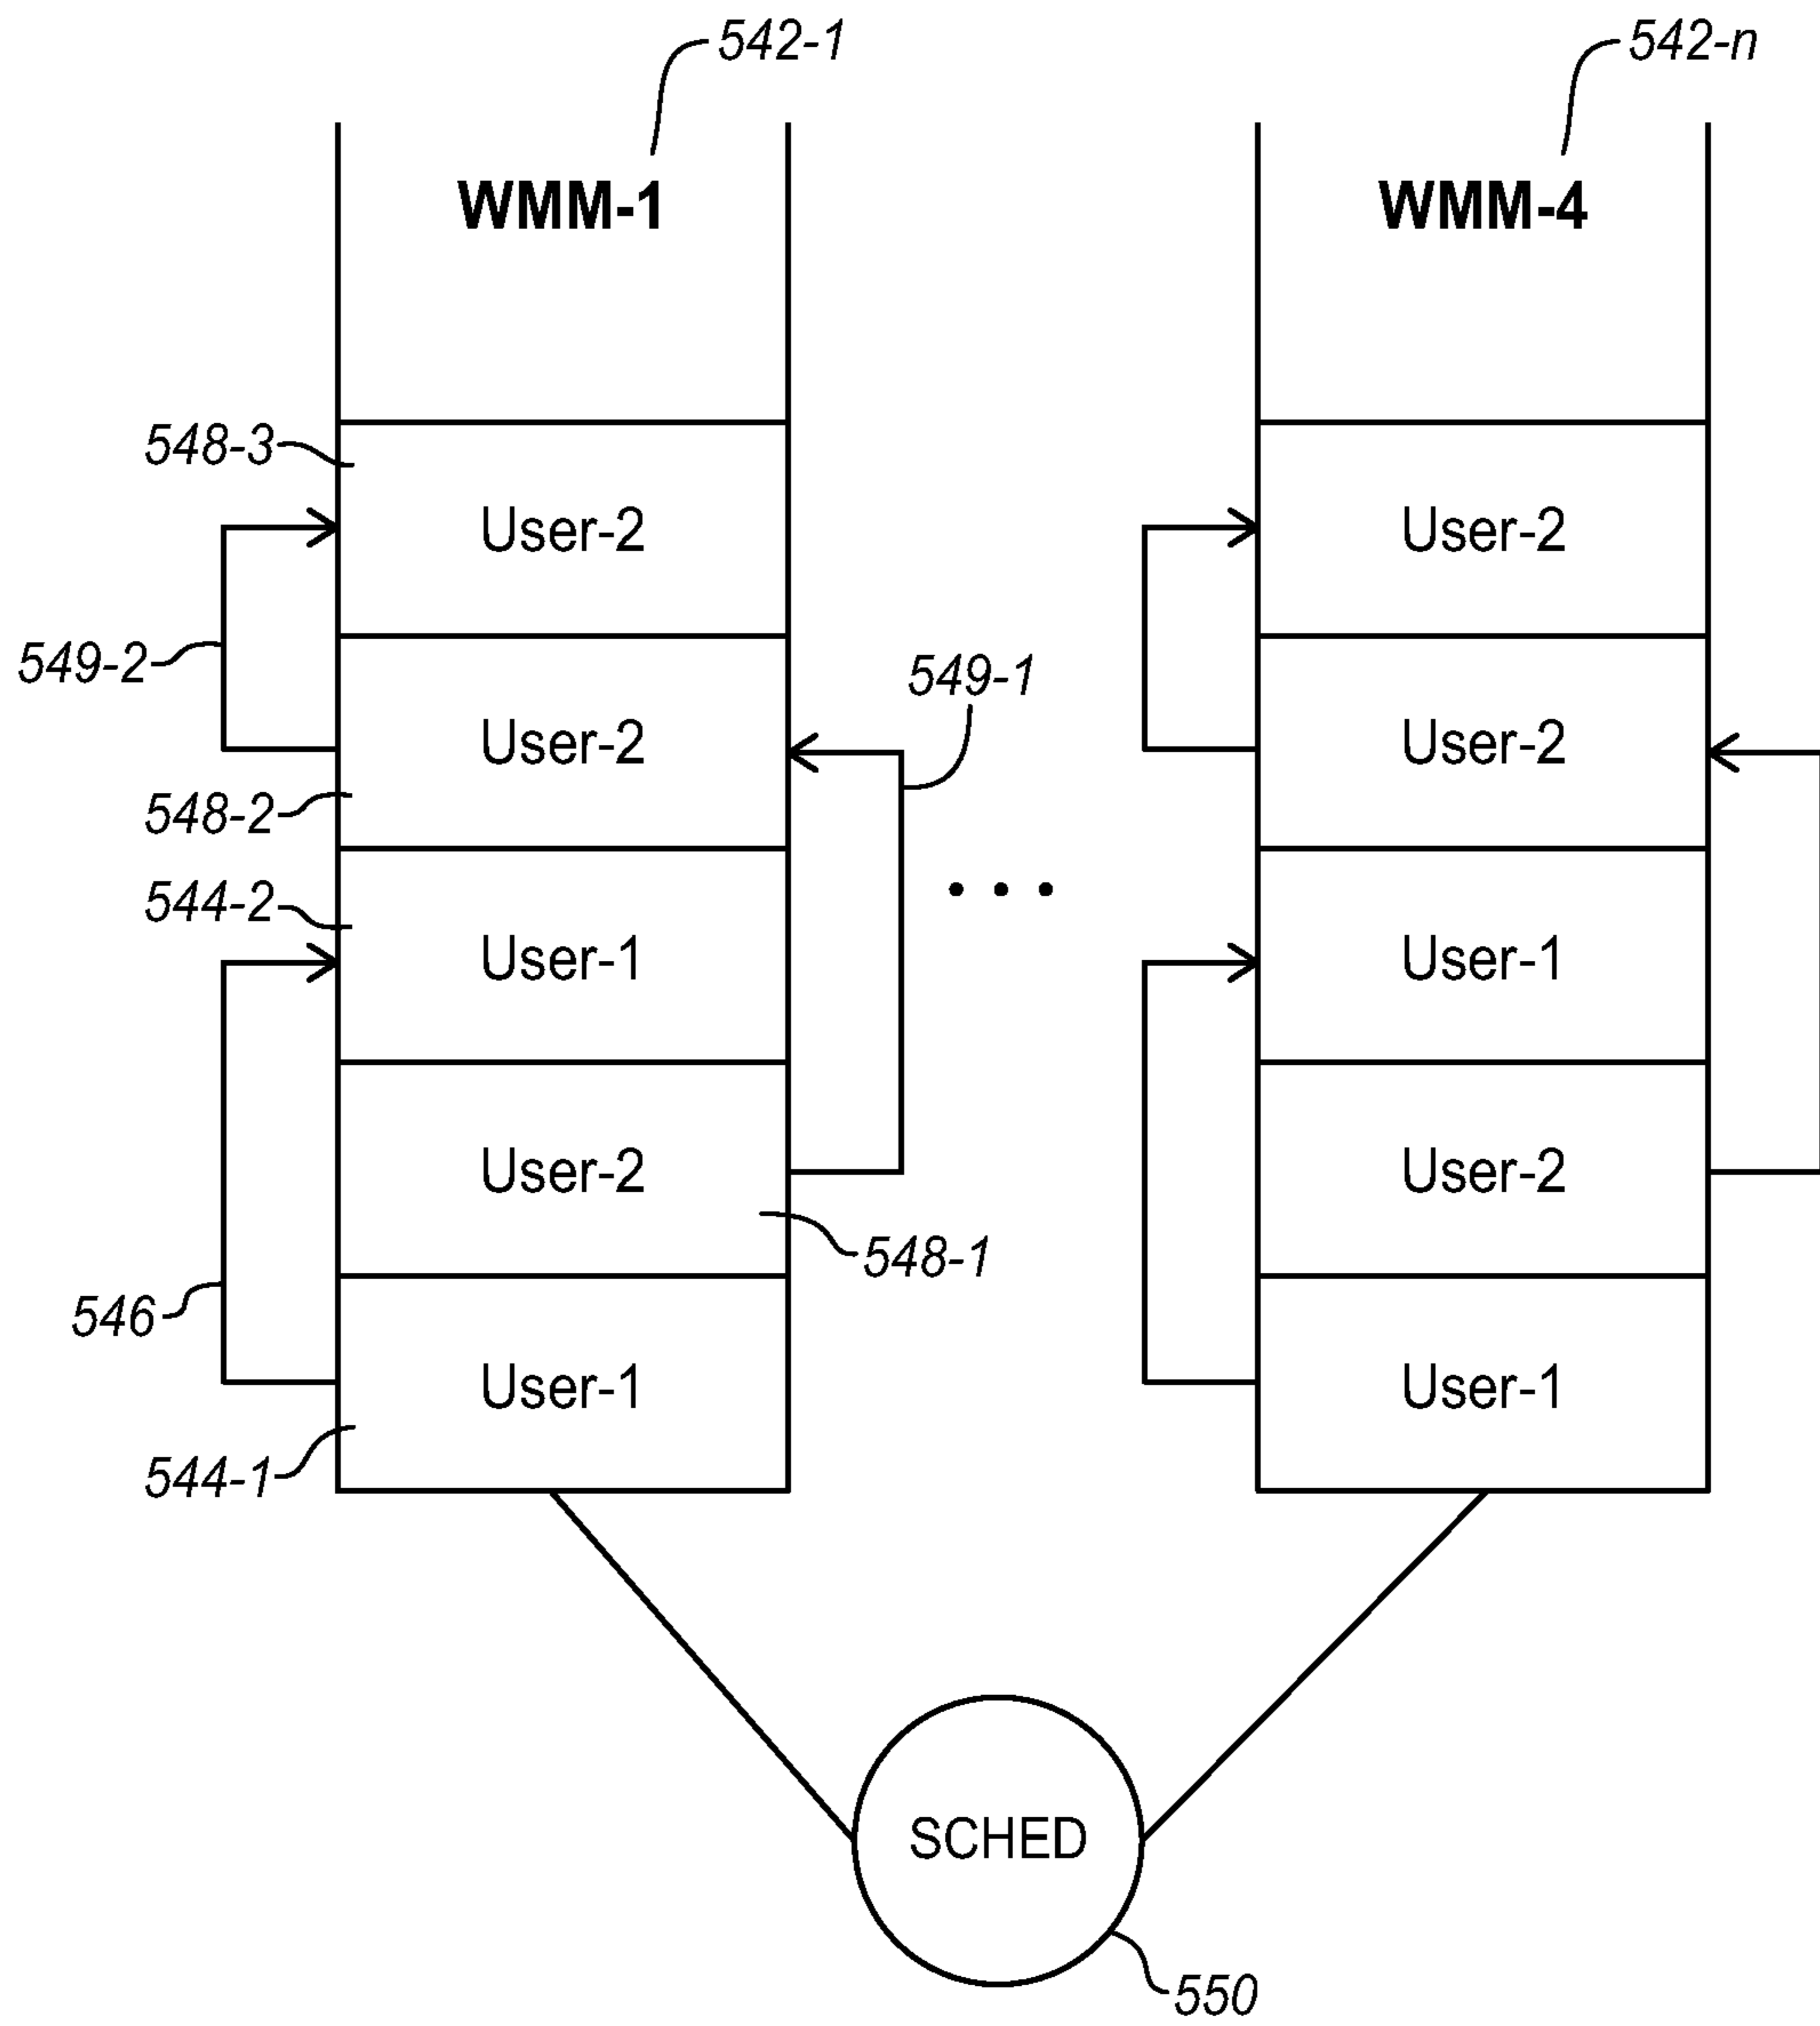 542-1
542-n
WMM-1
WMM-4
548-3
User-2
User-2
549-2
549-1
User-2
User-2
548-2
544-2
• • •
User-1
User-1
User-2
User-2
548-1
546
User-1
User-1
544-1
SCHED
550